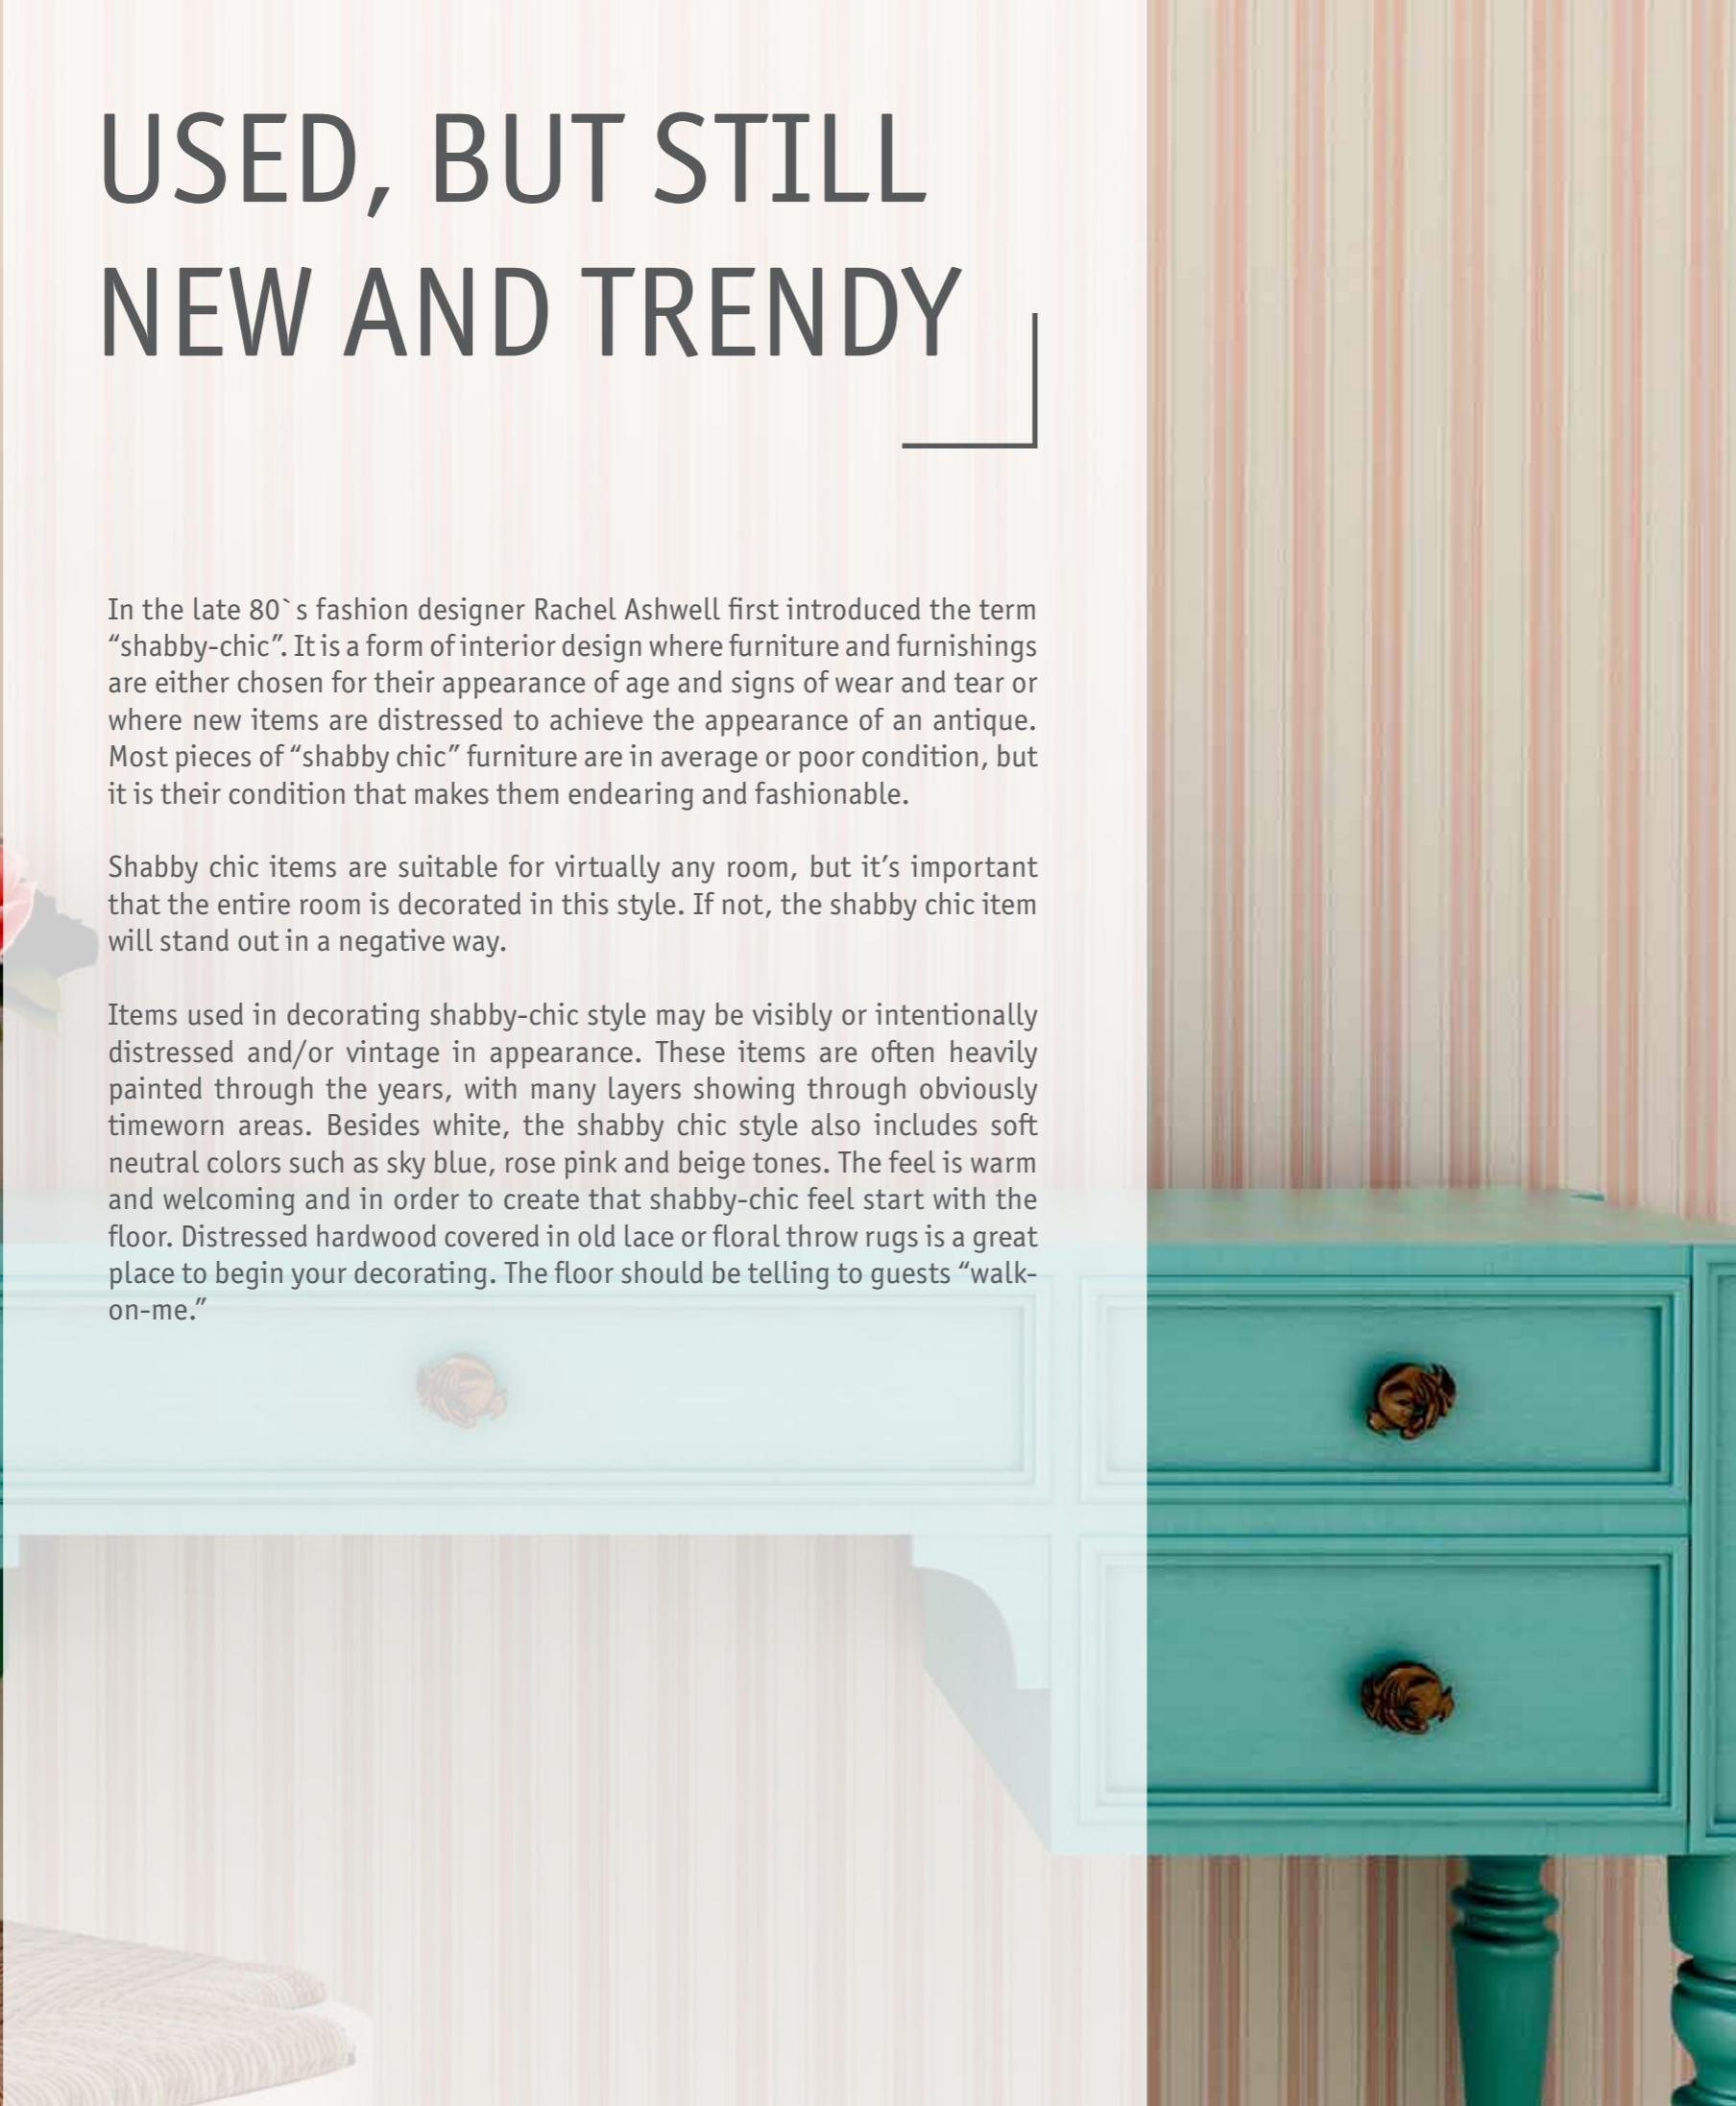 USED, BUT STILL
NEW AND TRENDY
In the late 80`s fashion designer Rachel Ashwell first introduced the term
“shabby-chic”. It is a form of interior design where furniture and furnishings
are either chosen for their appearance of age and signs of wear and tear or
where new items are distressed to achieve the appearance of an antique.
Most pieces of “shabby chic” furniture are in average or poor condition, but
it is their condition that makes them endearing and fashionable.
Shabby chic items are suitable for virtually any room, but it’s important
that the entire room is decorated in this style. If not, the shabby chic item
will stand out in a negative way.
Items used in decorating shabby-chic style may be visibly or intentionally
distressed and/or vintage in appearance. These items are often heavily
painted through the years, with many layers showing through obviously
timeworn areas. Besides white, the shabby chic style also includes soft
neutral colors such as sky blue, rose pink and beige tones. The feel is warm
and welcoming and in order to create that shabby-chic feel start with the
floor. Distressed hardwood covered in old lace or floral throw rugs is a great
place to begin your decorating. The floor should be telling to guests “walk-
on-me.”